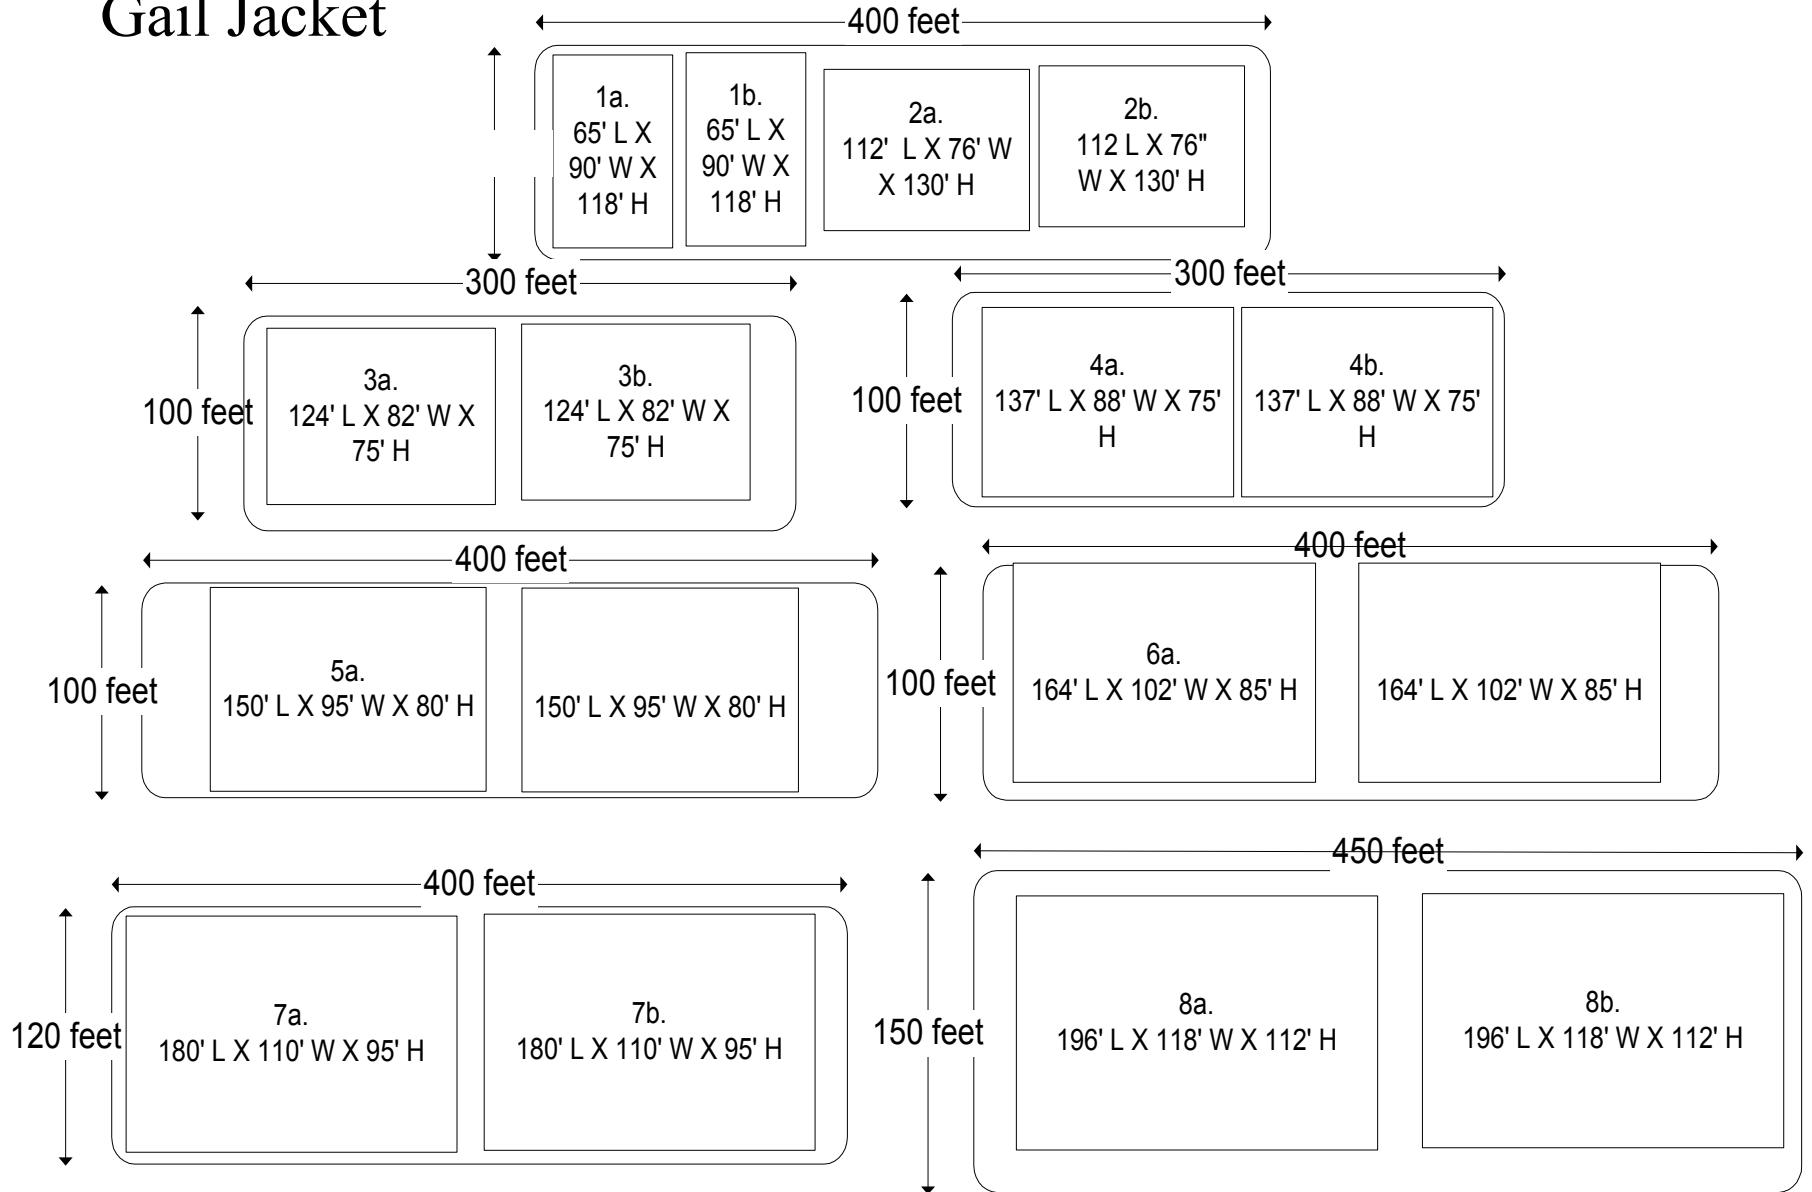 Gail Jacket
400 feet
1a.
65' L X
90' W X
118' H
1b.
65' L X
90' W X
118' H
2a.
112'  L X 76' W
X 130' H
2b.
112 L X 76"
W X 130' H
300 feet
100 feet
3a.
124' L X 82' W X
75' H
3b.
124' L X 82' W X
75' H
300 feet
100 feet
4a.
137' L X 88' W X 75'
H
4b.
137' L X 88' W X 75'
H
400 feet
100 feet
5a.
150' L X 95' W X 80' H
150' L X 95' W X 80' H
400 feet
100 feet
6a.
164' L X 102' W X 85' H
164' L X 102' W X 85' H
400 feet
120 feet
7a.
180' L X 110' W X 95' H
7b.
180' L X 110' W X 95' H
450 feet
150 feet
8a.
196' L X 118' W X 112' H
8b.
196' L X 118' W X 112' H